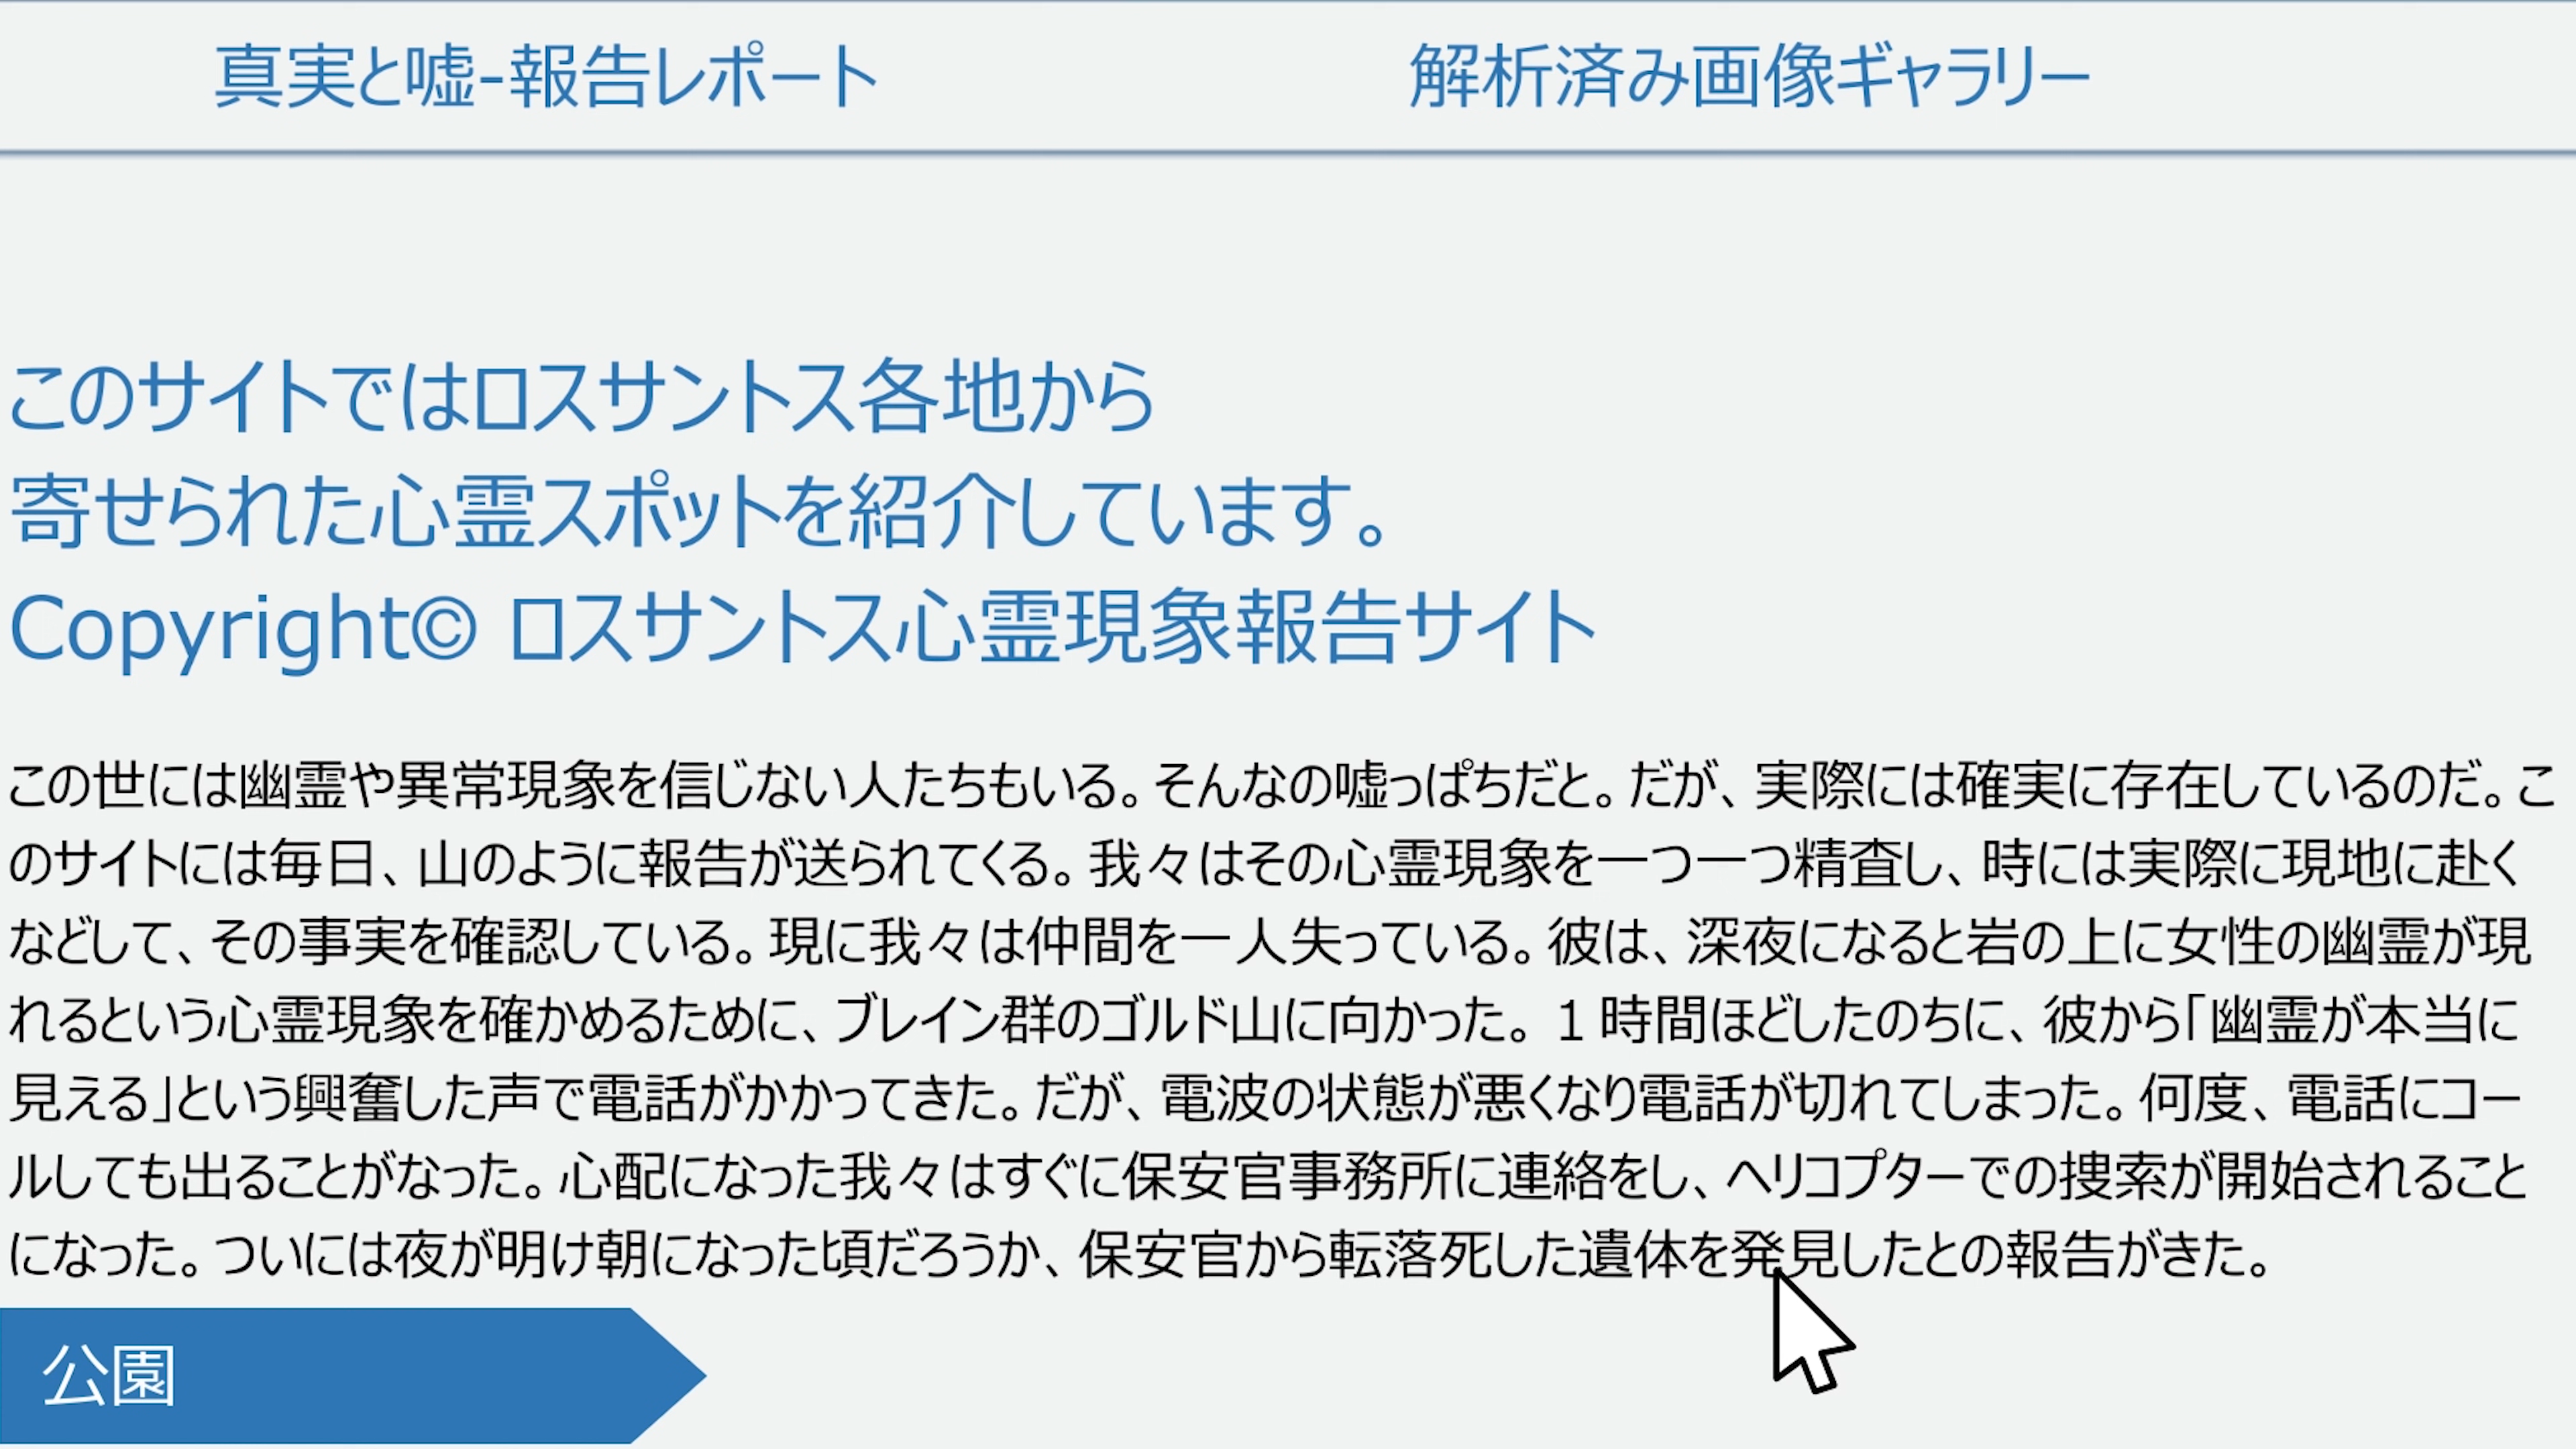 真実と嘘-報告レポート
解析済み画像ギャラリー
このサイトではロスサントス各地から
寄せられた心霊スポットを紹介しています。
Copyright© ロスサントス心霊現象報告サイト
この世には幽霊や異常現象を信じない人たちもいる。そんなの嘘っぱちだと。だが、実際には確実に存在しているのだ。こ
のサイトには毎日、山のように報告が送られてくる。我々はその心霊現象を一つ一つ精査し、時には実際に現地に赴く
などして、その事実を確認している。現に我々は仲間を一人失っている。彼は、深夜になると岩の上に女性の幽霊が現
れるという心霊現象を確かめるために、ブレイン群のゴルド山に向かった。1 時間ほどしたのちに、彼から「幽霊が本当に
見える」という興奮した声で電話がかかってきた。だが、電波の状態が悪くなり電話が切れてしまった。何度、電話にコー
ルしても出ることがなった。心配になった我々はすぐに保安官事務所に連絡をし、ヘリコプターでの捜索が開始されること
になった。ついには夜が明け朝になった頃だろうか、保安官から転落死した遺体を発見したとの報告がきた。
公園